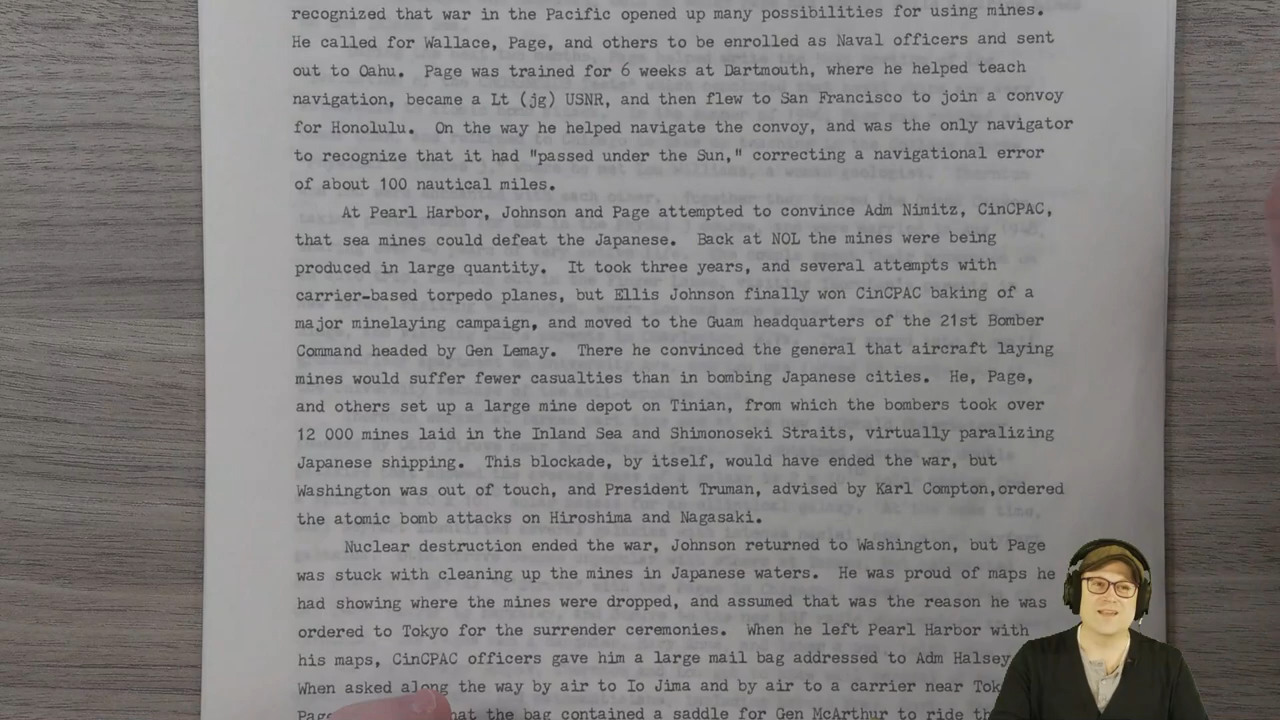 recognized that war in the Pacific opened up many possibilities for using mines.
He called for Wallace, Page, and others to be enrolled as Naval officers and sent
out to Oahu.  Page was trained for 6 weeks at Dartmouth, where he helped teach
navigation, became a Lt (jg) USNR, and then flew to San Francisco to join a convoy
for Honolulu.  On the way he helped navigate the convoy, and was the only navigator
to recognize that it had "passed under the Sun," correcting a navigational error
of about 100 nautical miles.
At Pearl Harbor, Johnson and Page attempted to convince Adm Nimitz, CinCPAC,
that sea mines could defeat the Japanese.  Back at NOL the mines were being
produced in large quantity.  It took three years, and several attempts with
carrier-based torpedo planes, but Ellis Johnson finally won CinCPAC baking of a
major minelaying campaign, and moved to the Guam headquarters of the 21st Bomber
Command headed by Gen Lemay.  There he convinced the general that aircraft laying
mines would suffer fewer casualties than in bombing Japanese cities.  He, Page,
and others set up a large mine depot on Tinian, from which the bombers took over
12 000 mines laid in the Inland Sea and Shimonoseki Straits, virtually paralizing
Japanese shipping.  This blockade, by itself, would have ended the war, but
Washington was out of touch, and President Truman, advised by Karl Compton,ordered
the atomic bomb attacks on Hiroshima and Nagasaki.
Nuclear destruction ended the war, Johnson returned to Washington, but Page
was stuck with cleaning up the mines in Japanese waters.  He was proud of maps he
had showing where the mines were dropped, and assumed that was the reason he was
ordered to Tokyo for the surrender ceremonies.  When he left Pearl Harbor with
his maps, CinCPAC officers gave him a large mail bag addressed to Adm Halsey
When asked along the way by air to Io Jima and by air to a carrier near
the bag contained a saddle for Gen McArthur to ride